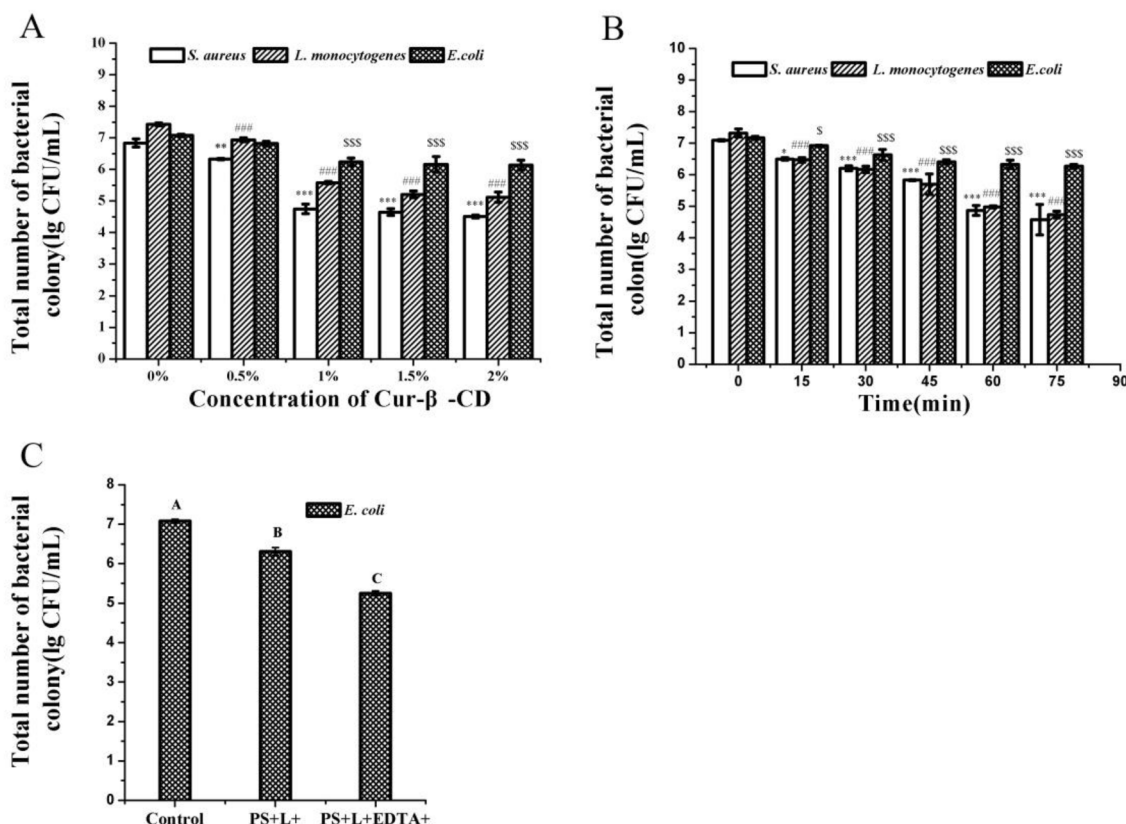 A
Total number of bacterial
colony(lg CFU/mL)
10
9
8
7
6
5
4
3
2
1
0
S. aureus
L. monocytogenes
E.coli
**
###
***
###
$$$
***
###
$$$
***
###
$$$
0%
0.5%
1%
1.5%
2%
Concentration of Cur-β -CD
B
Total number of bacterial
colon(lg CFU/mL)
10
9
8
7
6
5
4
3
2
1
0
S. aureus
L. monocytogenes
E.coli
*
###
$
***
###
$$$
***
###
$$$
***
###
$$$
***
###
$$$
0
15
30
45
60
75
90
Time(min)
C
Total number of bacterial
colony(lg CFU/mL)
8
7
6
5
4
3
2
1
0
E. coli
A
B
C
Control
PS+L+
PS+L+EDTA+